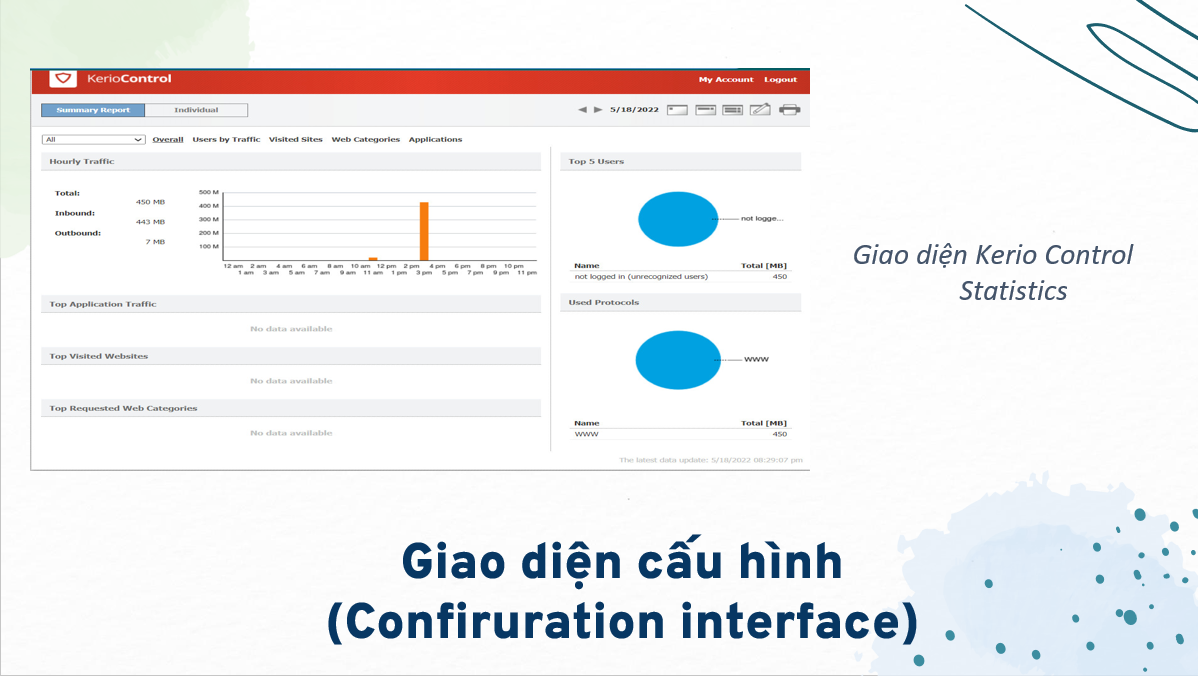 KerioControl
My Account Logout
Summary Report Individual
5/18/2022
All Overall Users by Traffic Visited Sites Web Categories Applications
Hourly Traffic
Total:
450 MB
Inbound:
443 MB
Outbound:
7 MB
500 M
400 M
300 M
200 M
100 M
12 am 2 am 4 am 6 am 8 am 10 am 12 pm 2 pm 4 pm 6 pm 8 pm 10 pm
1 am 3 am 5 am 7 am 9 am 11 am 1 pm 3 pm 5 pm 7 pm 9 pm 11 pm
Top Application Traffic
No data available
Top Visited Websites
No data available
Top Requested Web Categories
No data available
Top 5 Users
not logge...
Name Total [MB]
not logged in (unrecognized users) 450
Used Protocols
WWW
Name Total [MB]
WWW 450
The latest data update: 5/18/2022 08:29:07 pm
Giao diện Kerio Control
Statistics
Giao diện cấu hình
(Confiruration interface)